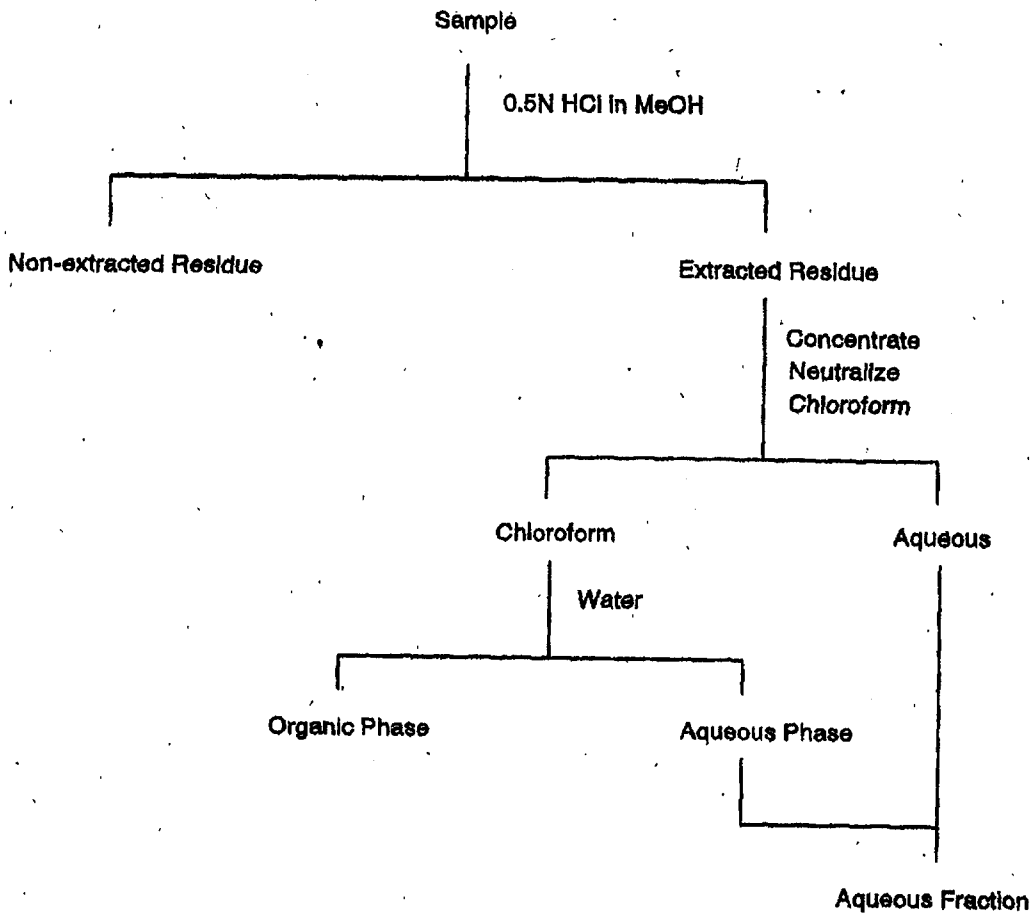 Sample
0.5N HCl in MeOH
Non-extracted Residue
Extracted Residue
Concentrate
Neutralize
Chloroform
Chloroform
Aqueous
Water
Organic Phase
Aqueous Phase
Aqueous Fraction